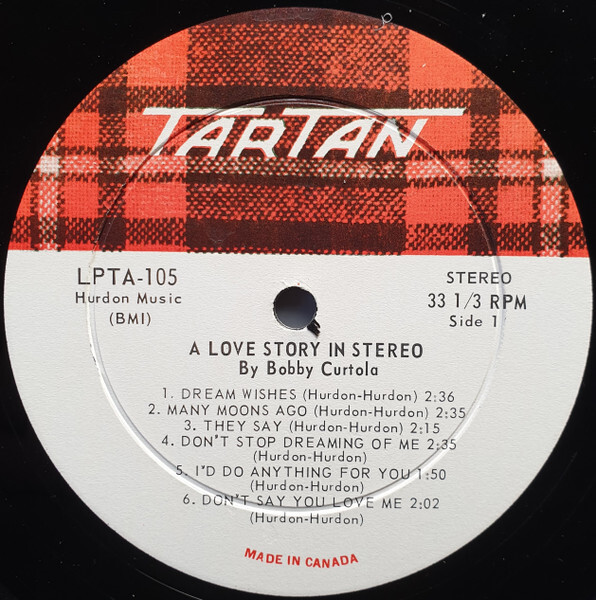 TARTAN
LPTA-105
Hurdon Music
(BMI)
STEREO
33 1/3 RPM
Side 1
A LOVE STORY IN STEREO
By Bobby Curtola
1. DREAM WISHES (Hurdon-Hurdon) 2:36
2. MANY MOONS AGO (Hurdon-Hurdon) 2:35
3. THEY SAY (Hurdon-Hurdon) 2:15
4. DON'T STOP DREAMING OF ME 2:35
(Hurdon-Hurdon)
5. I'D DO ANYTHING FOR YOU 1:50
(Hurdon-Hurdon)
6. DON'T SAY YOU LOVE ME 2:02
(Hurdon-Hurdon)
MADE IN CANADA